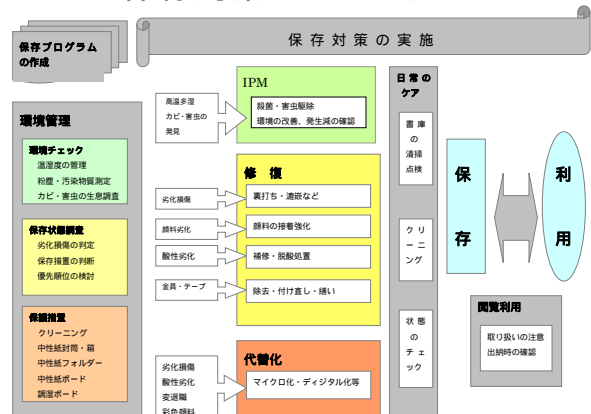 保存プログラム
の作成
保存対策の実施
環境管理
環境チェック
温湿度の管理
粉塵・汚染物質測定
カビ・害虫の生息調査
保存状態調査
劣化損傷の判定
保存措置の判断
優先順位の検討
保護措置
クリーニング
中性紙封筒・箱
中性紙フォルダー
中性紙ボード
調湿ボード
高温多湿
カビ・害虫の
発見
IPM
殺菌・害虫駆除
環境の改善、発生減の確認
修復
劣化損傷
裏打ち・漉嵌など
顔料劣化
顔料の接着強化
酸性劣化
補修・脱酸処置
金具・テープ
除去・付け直し・繕い
劣化損傷
酸性劣化
変退職
彩色顔料
代替化
マイクロ化・ディジタル化等
日常の
ケア
書庫
の
清掃
点検
クリ
ーニ
ング
状態
の
チェ
ック
保
存
利
用
閲覧利用
取り扱いの注意
出納時の確認